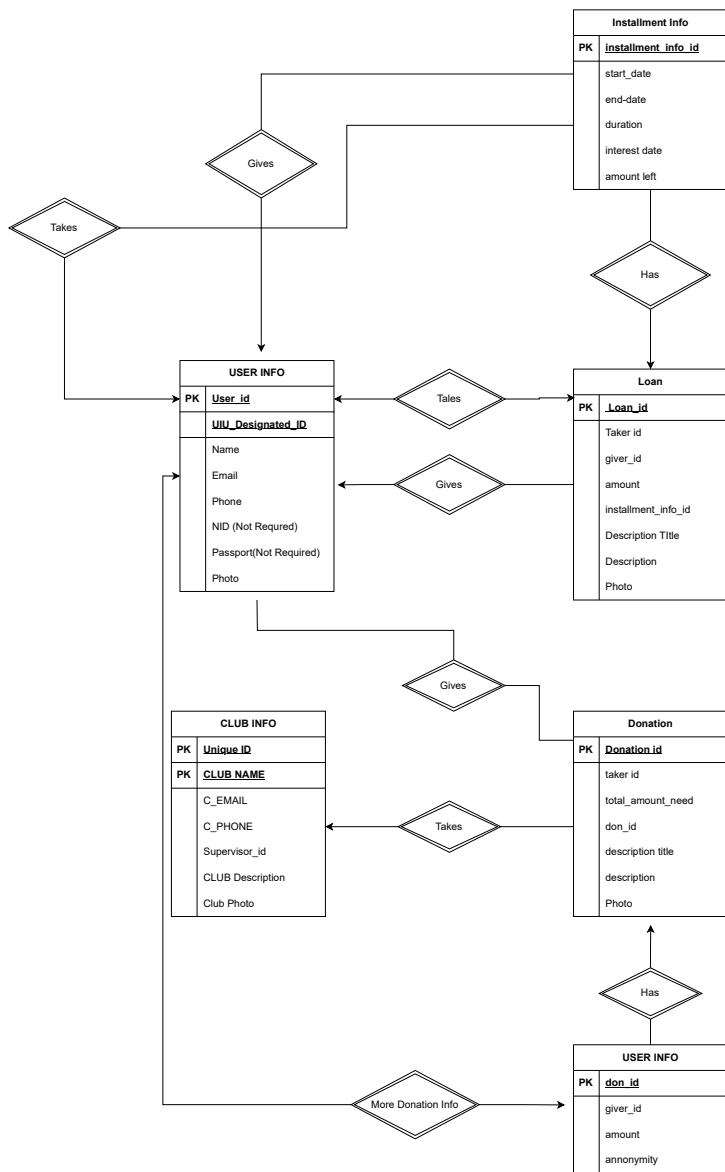 Installment Info
PK installment_info_id
start_date
end-date
duration
interest date
amount left
Gives
Takes
Has
USER INFO
PK User_id
UIU_Designated_ID
Name
Email
Phone
NID (Not Requred)
Passport(Not Required)
Photo
Tales
Gives
Loan
PK Loan_id
Taker id
giver_id
amount
installment_info_id
Description TItle
Description
Photo
Gives
CLUB INFO
PK Unique ID
PK CLUB NAME
C_EMAIL
C_PHONE
Supervisor_id
CLUB Description
Club Photo
Takes
Donation
PK Donation id
taker id
total_amount_need
don_id
description title
description
Photo
Has
More Donation Info
USER INFO
PK don_id
giver_id
amount
annonymity